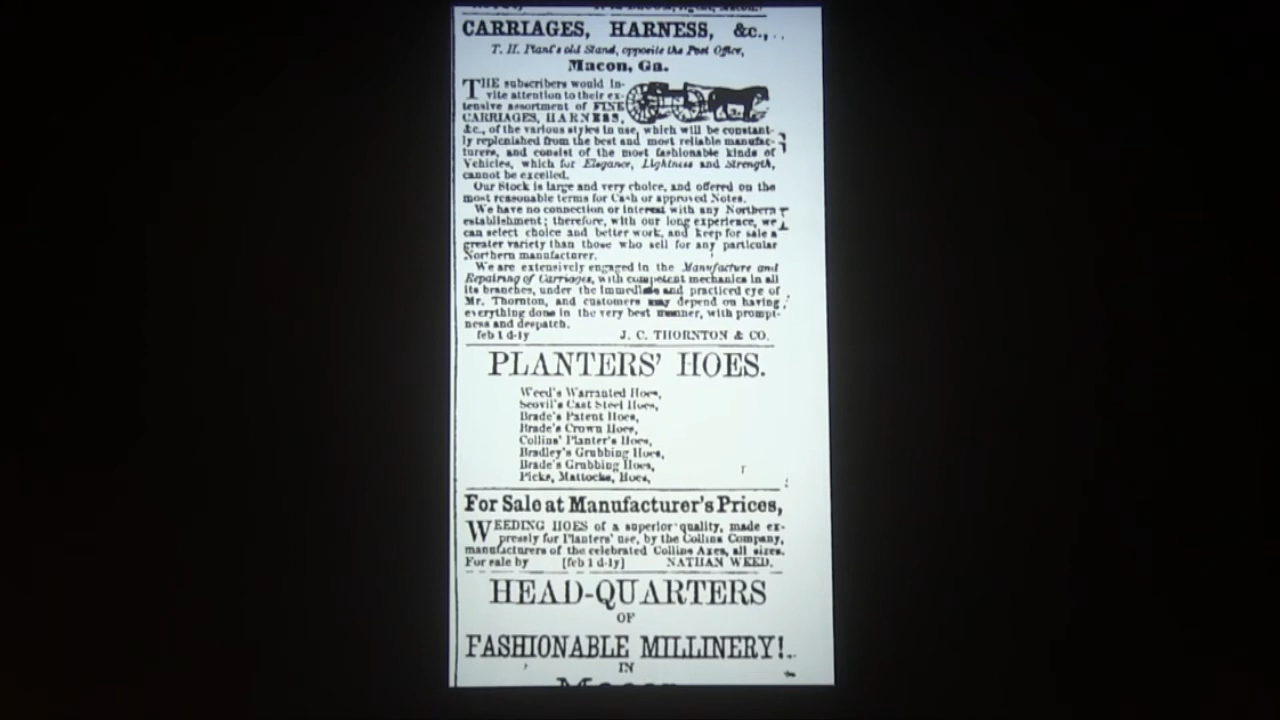 CARRIAGES, HARNESS, &c.,
T. H. Plant's old Stand, opposite the Post Office,
Macon, Ga.
THE subscribers would in-
vite attention to their ex-
tensive assortment of FINE
CARRIAGES, HARNESS,
&c., of the various styles in use, which will be constant-
ly replenished from the best and most reliable manufac-
turers, and consist of the most fashionable kinds of
Vehicles, which for Elegance, Lightness and Strength,
cannot be excelled.
Our Stock is large and very choice, and offered on the
most reasonable terms for Cash or approved Notes.
We have no connection or interest with any Northern
establishment; therefore, with our long experience, we
can select choice and better work, and keep for sale a
greater variety than those who sell for any particular
Northern manufacturer.
We are extensively engaged in the Manufacture and
Repairing of Carriages, with competent mechanics in all
its branches, under the immediate and practiced eye of
Mr. Thornton, and customers may depend on having
everything done in the very best manner, with prompt-
ness and despatch.
feb 1 d-ly J. C. THORNTON & CO.
PLANTERS' HOES.
Weed's Warranted Hoes,
Scovil's Cast Steel Hoes,
Brade's Patent Hoes,
Brade's Crown Hoes,
Collins' Planter's Hoes,
Bradley's Grubbing Hoes,
Brade's Grubbing Hoes,
Picks, Mattocks, Hoes,
For Sale at Manufacturer's Prices,
WEEDING HOES of a superior quality, made ex-
pressly for Planters' use, by the Collins Company,
manufacturers of the celebrated Collins Axes, all sizes.
For sale by [feb 1 d-ly] NATHAN WEED.
HEAD-QUARTERS
OF
FASHIONABLE MILLINERY!
IN